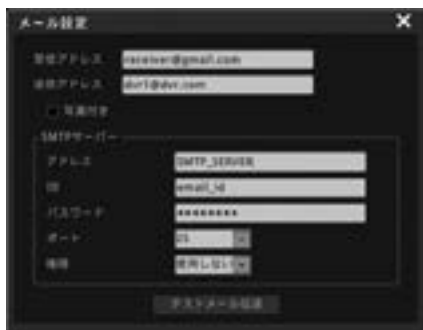 メール設定
受信アドレス receiver@gmail.com
送信アドレス dvr1@dvr.com
写真付き
SMTPサーバー
アドレス SMTP_SERVER
ID email_id
パスワード ********
ポート 25
使用しない
テストメール伝送